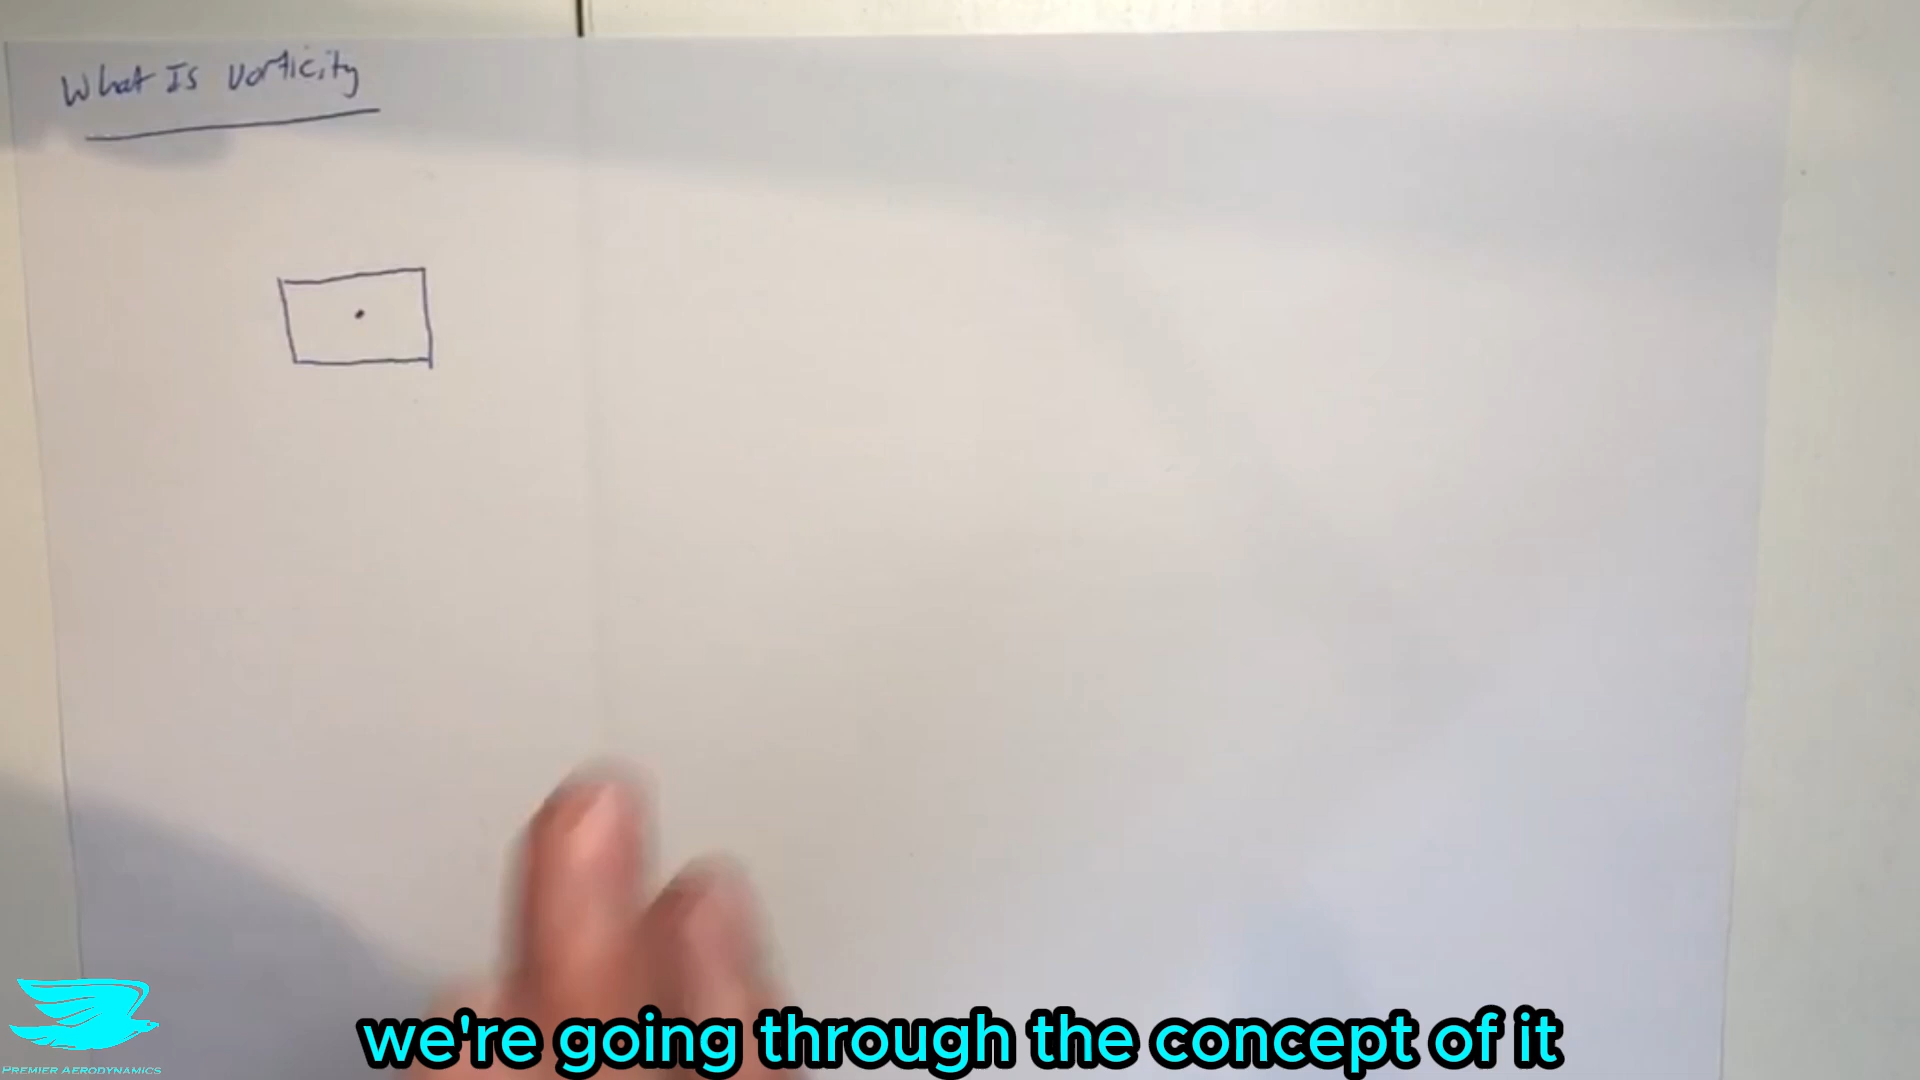 What Is Vorticity
PREMIER AERODYNAMICS
we're going through the concept of it